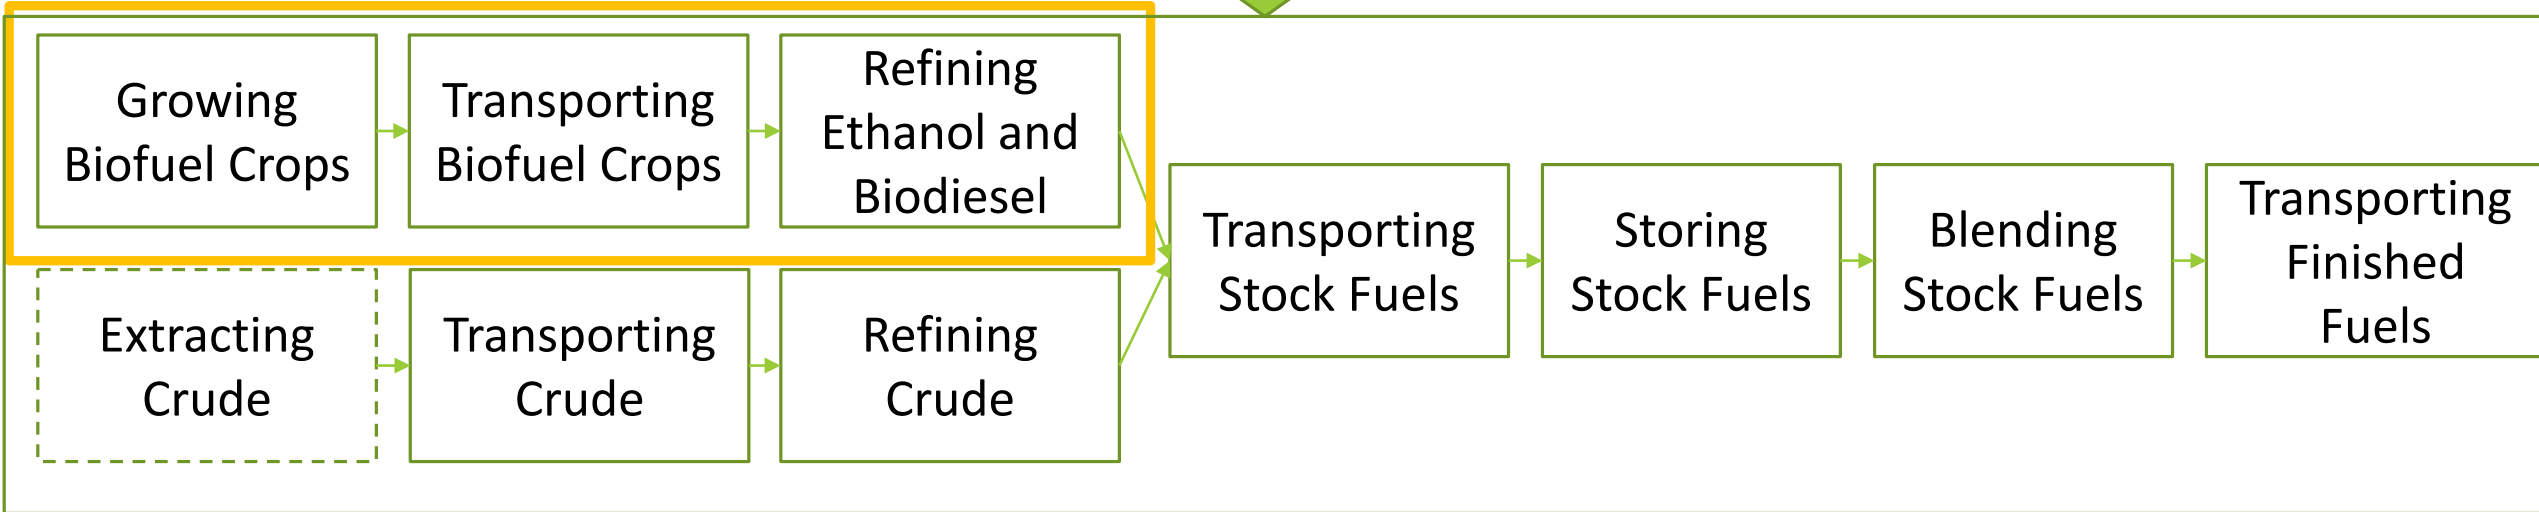 Growing
Biofuel Crops
Transporting
Biofuel Crops
Refining
Ethanol and
Biodiesel
Extracting
Crude
Transporting
Crude
Refining
Crude
Transporting
Stock Fuels
Storing
Stock Fuels
Blending
Stock Fuels
Transporting
Finished
Fuels